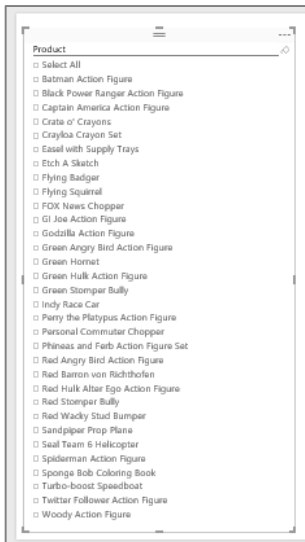 Product
Select All
Batman Action Figure
Black Power Ranger Action Figure
Captain America Action Figure
Crate o' Crayons
Crayloa Crayon Set
Easel with Supply Trays
Etch A Sketch
Flying Badger
Flying Squirrel
FOX News Chopper
GI Joe Action Figure
Godzilla Action Figure
Green Angry Bird Action Figure
Green Hornet
Green Hulk Action Figure
Green Stomper Bully
Indy Race Car
Perry the Platypus Action Figure
Personal Commuter Chopper
Phineas and Ferb Action Figure Set
Red Angry Bird Action Figure
Red Barron von Richthofen
Red Hulk Alter Ego Action Figure
Red Stomper Bully
Red Wacky Stud Bumper
Sandpiper Prop Plane
Seal Team 6 Helicopter
Spiderman Action Figure
Sponge Bob Coloring Book
Turbo-boost Speedboat
Twitter Follower Action Figure
Woody Action Figure